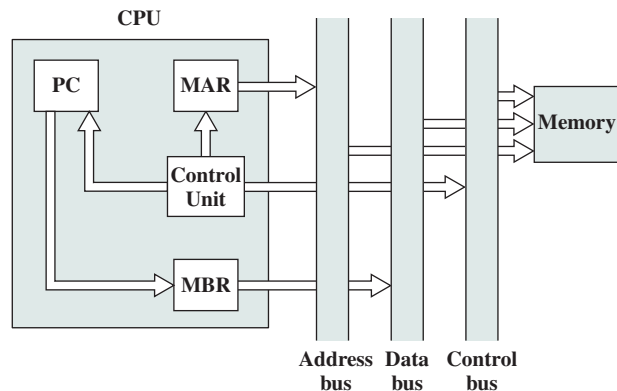 CPU
PC
MAR
Memory
Control
Unit
MBR
Address
bus
Data
bus
Control
bus